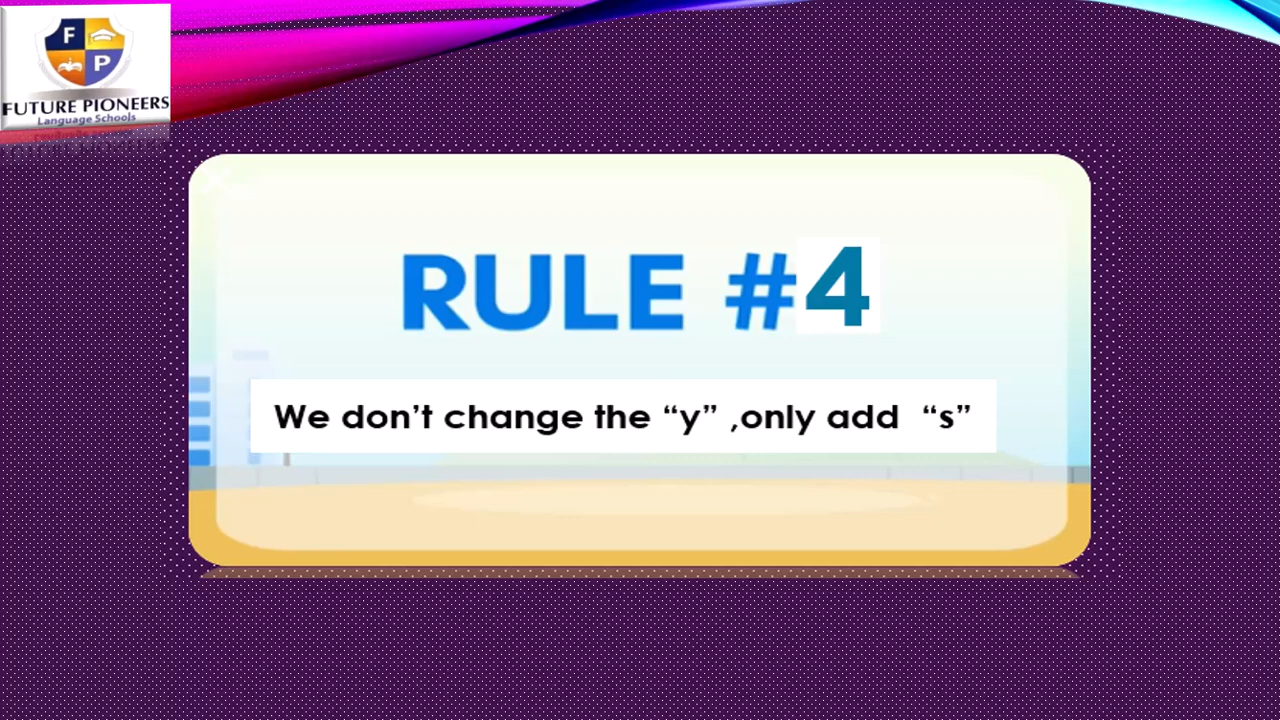 F
P
FUTURE PIONEERS
Language Schools
RULE #4
We don’t change the “y” ,only add “s”